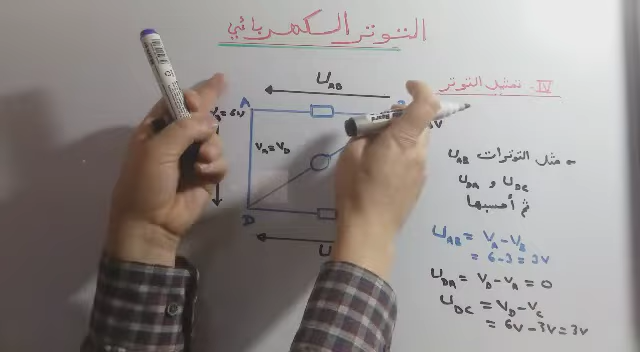 التوتر الكهربائي
IV- تمثيل التوتر
U_AB
A
V_A = 6V
V_A = V_D
D
U
مثل التوترات U_AB
U_DA و U_DC
ثم أحسبها
U_AB = V_A - V_B
= 6-3 = 3V
U_DA = V_D - V_A = 0
U_DC = V_D - V_C
= 6V - 3V = 3V